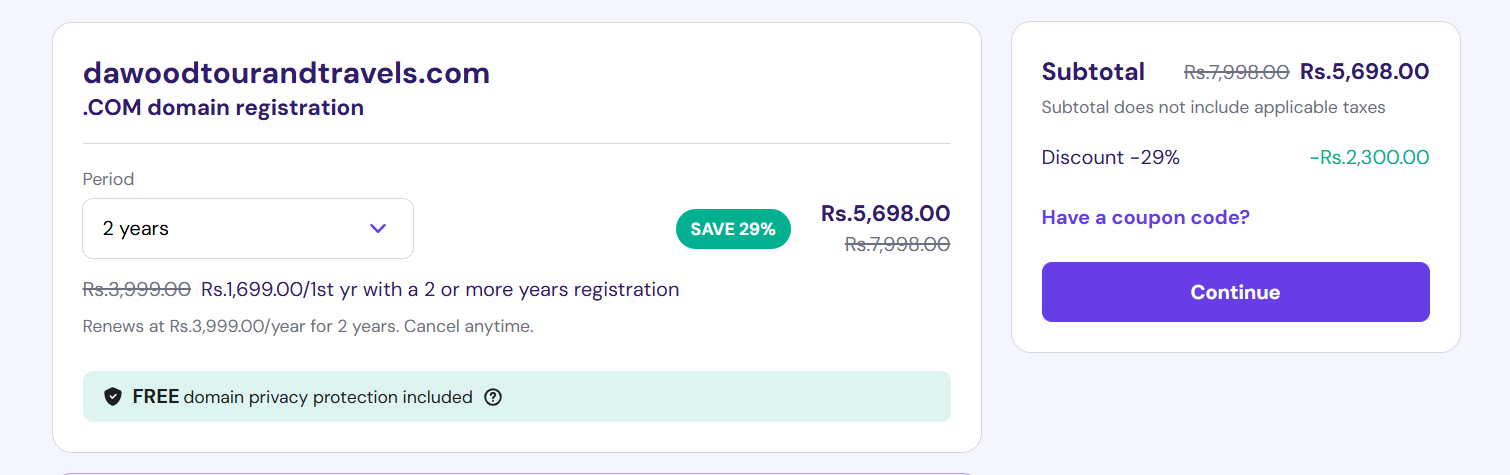 dawoodtourandtravels.com
.COM domain registration
Period
2 years
SAVE 29%
Rs.5,698.00
Rs.7,998.00
Rs.3,999.00 Rs.1,699.00/1st yr with a 2 or more years registration
Renews at Rs.3,999.00/year for 2 years. Cancel anytime.
FREE domain privacy protection included
Subtotal Rs.7,998.00 Rs.5,698.00
Subtotal does not include applicable taxes
Discount -29% -Rs.2,300.00
Have a coupon code?
Continue